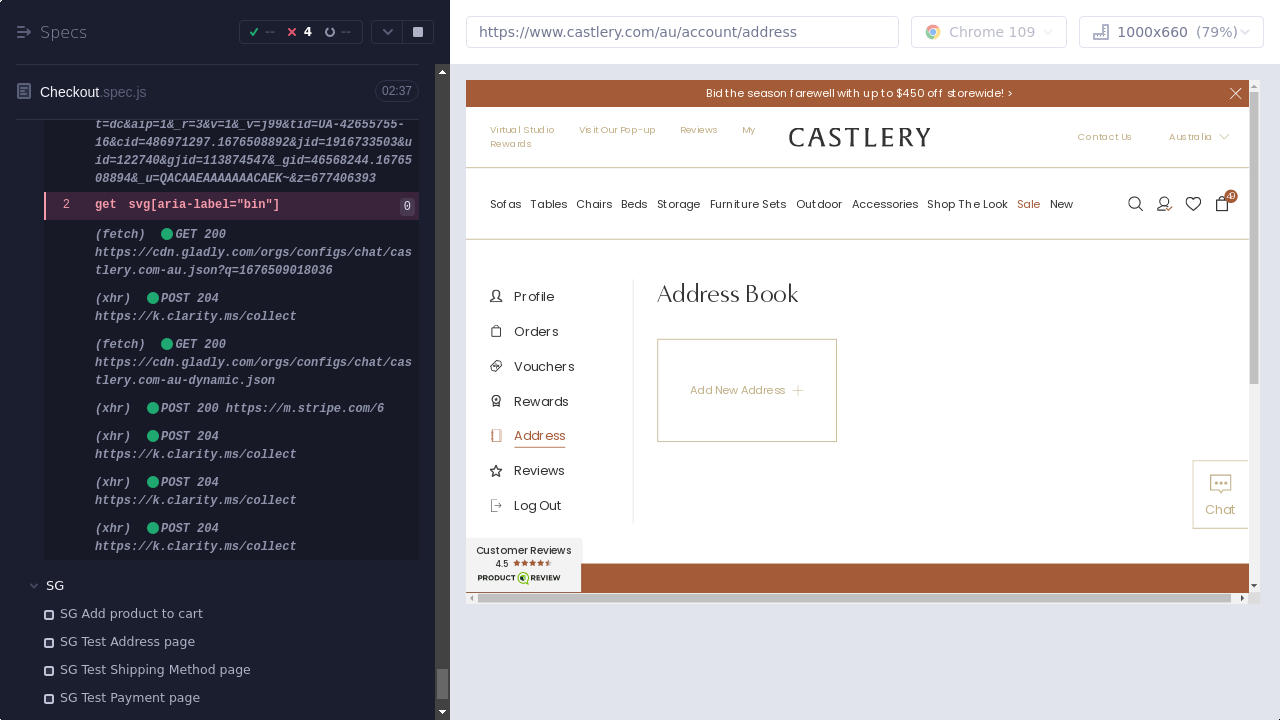 Specs
-- 4 --
Checkout.spec.js 02:37
t=dc&aip=1&_r=3&v=1&_v=j99&tid=UA-42655755-
16&cid=486971297.1676508892&jid=1916733503&u
id=122740&gjid=113874547&_gid=46568244.16765
08894&_u=QACAAEAAAAAAACAEK~&z=677406393
2 get svg[aria-label="bin"] 0
(fetch) GET 200
https://cdn.gladly.com/orgs/configs/chat/cas
tlery.com-au.json?q=1676509018036
(xhr) POST 204
https://k.clarity.ms/collect
(fetch) GET 200
https://cdn.gladly.com/orgs/configs/chat/cas
tlery.com-au-dynamic.json
(xhr) POST 200 https://m.stripe.com/6
(xhr) POST 204
https://k.clarity.ms/collect
(xhr) POST 204
https://k.clarity.ms/collect
(xhr) POST 204
https://k.clarity.ms/collect
SG
SG Add product to cart
SG Test Address page
SG Test Shipping Method page
SG Test Payment page
https://www.castlery.com/au/account/address
Chrome 109
1000x660 (79%)
Bid the season farewell with up to $450 off storewide! >
Virtual Studio Visit Our Pop-up Reviews My
Rewards
CASTLERY
Contact Us Australia
Sofas Tables Chairs Beds Storage Furniture Sets Outdoor Accessories Shop The Look Sale New
49
Profile
Orders
Vouchers
Rewards
Address
Reviews
Log Out
Address Book
Add New Address
Chat
Customer Reviews
4.5
PRODUCT REVIEW